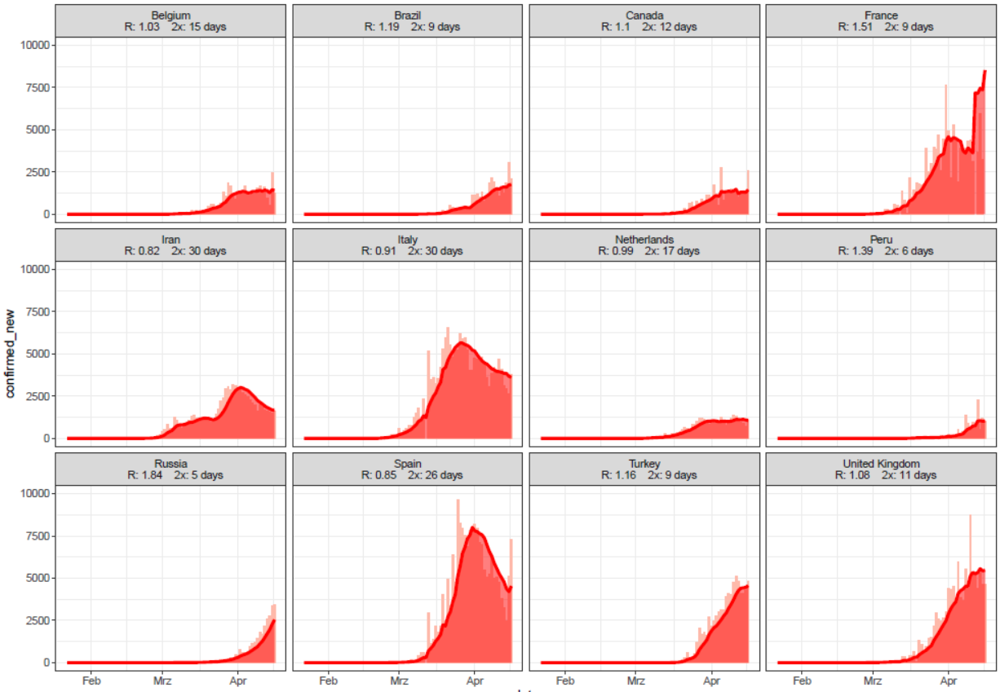 Belgium
R: 1.03 2x: 15 days
Brazil
R: 1.19 2x: 9 days
Canada
R: 1.1 2x: 12 days
France
R: 1.51 2x: 9 days
10000
7500
5000
2500
0
Iran
R: 0.82 2x: 30 days
Italy
R: 0.91 2x: 30 days
Netherlands
R: 0.99 2x: 17 days
Peru
R: 1.39 2x: 6 days
10000
7500
5000
2500
0
confirmed_new
Russia
R: 1.84 2x: 5 days
Spain
R: 0.85 2x: 26 days
Turkey
R: 1.16 2x: 9 days
United Kingdom
R: 1.08 2x: 11 days
10000
7500
5000
2500
0
Feb Mrz Apr
Feb Mrz Apr
Feb Mrz Apr
Feb Mrz Apr